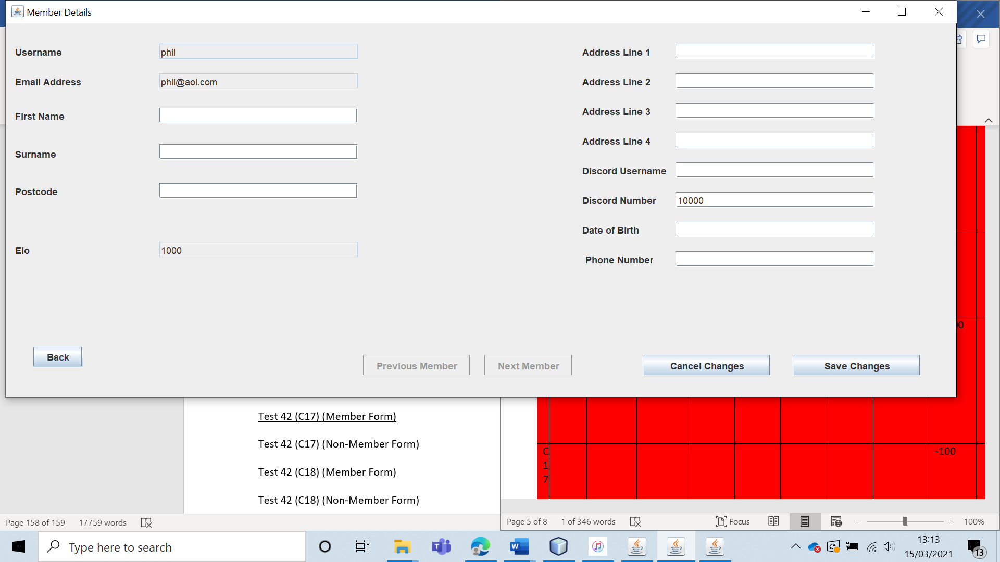 Member Details
Username
phil
Email Address
phil@aol.com
First Name
Surname
Postcode
Elo
1000
Address Line 1
Address Line 2
Address Line 3
Address Line 4
Discord Username
Discord Number
10000
Date of Birth
Phone Number
Back
Previous Member
Next Member
Cancel Changes
Save Changes
Test 42 (C17) (Member Form)
Test 42 (C17) (Non-Member Form)
Test 42 (C18) (Member Form)
Test 42 (C18) (Non-Member Form)
C
1
7
-100
Page 158 of 159
17759 words
Page 5 of 8
1 of 346 words
Focus
100%
Type here to search
13:13
15/03/2021
13